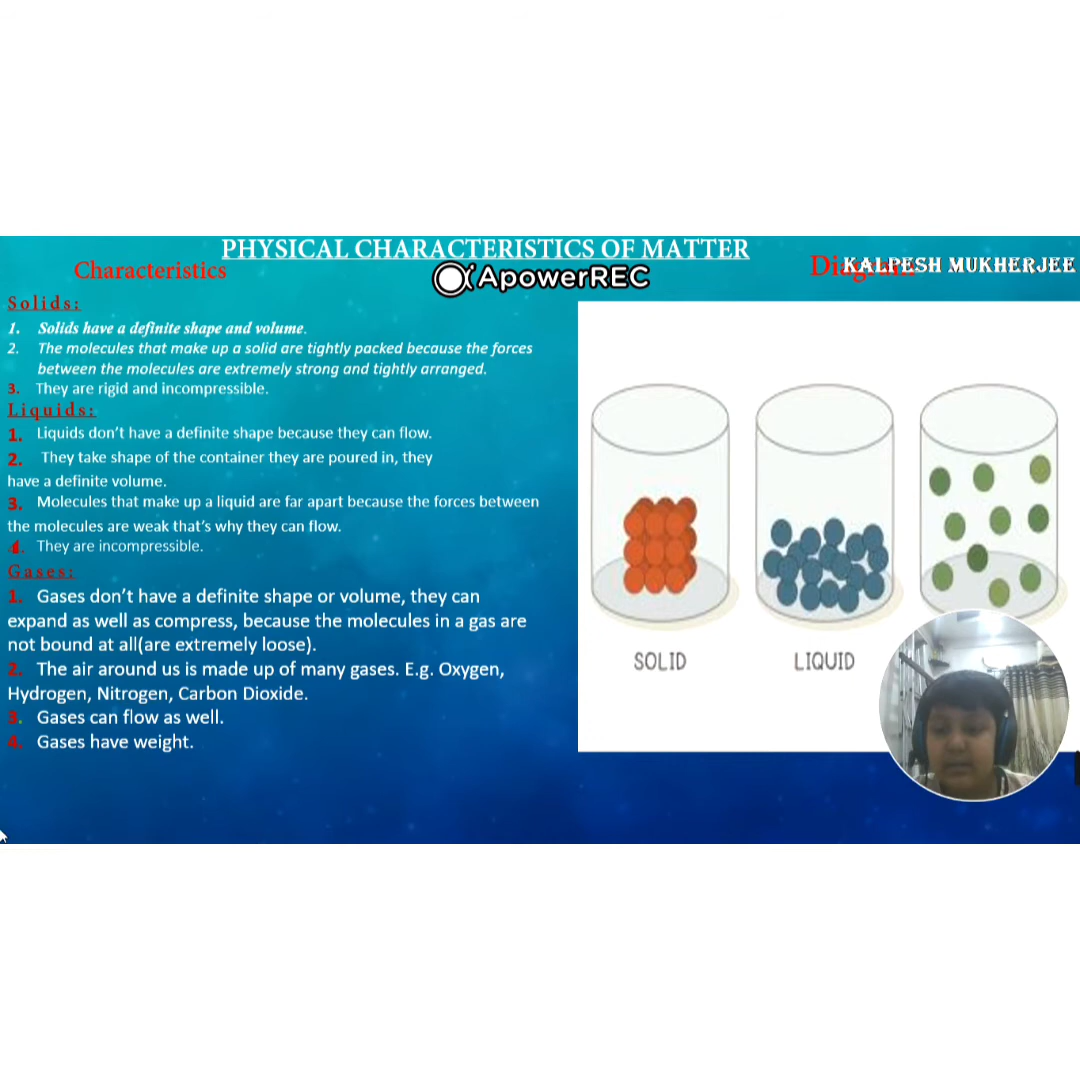 PHYSICAL CHARACTERISTICS OF MATTER
Characteristics
ApowerREC
KALPESH MUKHERJEE
Solids:
1. Solids have a definite shape and volume.
2. The molecules that make up a solid are tightly packed because the forces
between the molecules are extremely strong and tightly arranged.
3. They are rigid and incompressible.
Liquids:
1. Liquids don't have a definite shape because they can flow.
2. They take shape of the container they are poured in, they
have a definite volume.
3. Molecules that make up a liquid are far apart because the forces between
the molecules are weak that's why they can flow.
4. They are incompressible.
Gases:
1. Gases don't have a definite shape or volume, they can
expand as well as compress, because the molecules in a gas are
not bound at all(are extremely loose).
2. The air around us is made up of many gases. E.g. Oxygen,
Hydrogen, Nitrogen, Carbon Dioxide.
3. Gases can flow as well.
4. Gases have weight.
SOLID
LIQUID